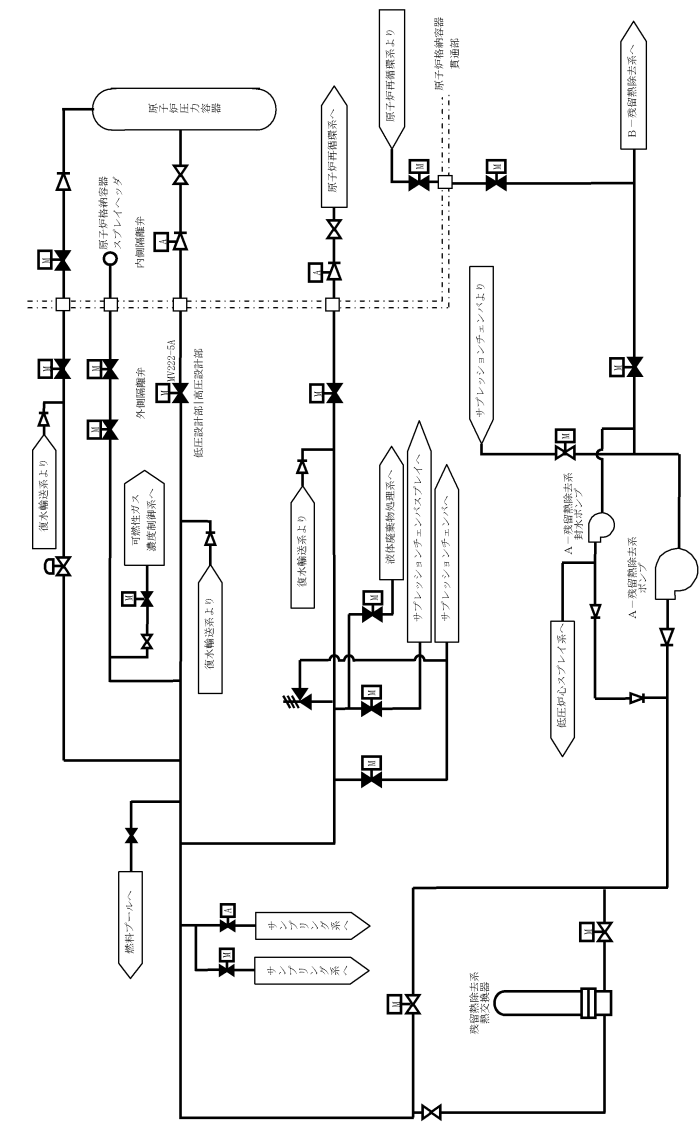 原子炉圧力容器
原子炉再循環系より
原子炉格納容器
貫通部
B－残留熱除去系へ
原子炉再循環系へ
原子炉格納容器
スプレイヘッダ
内側隔離弁
M
A
M
A
M
M
M
M
M
M
MV222-5A
外側隔離弁
低圧設計部|高圧設計部
M
M
復水輸送系より
可燃性ガス
濃度制御系へ
M
復水輸送系より
復水輸送系より
液体廃棄物処理系へ
サプレッションチェンバスプレイへ
サプレッションチェンバへ
サプレッションチェンバより
M
M
M
M
M
A－残留熱除去系
封水ポンプ
A－残留熱除去系
ポンプ
低圧炉心スプレイ系へ
燃料プールへ
A
サンプリング系へ
M
サンプリング系へ
M
M
残留熱除去系
熱交換器